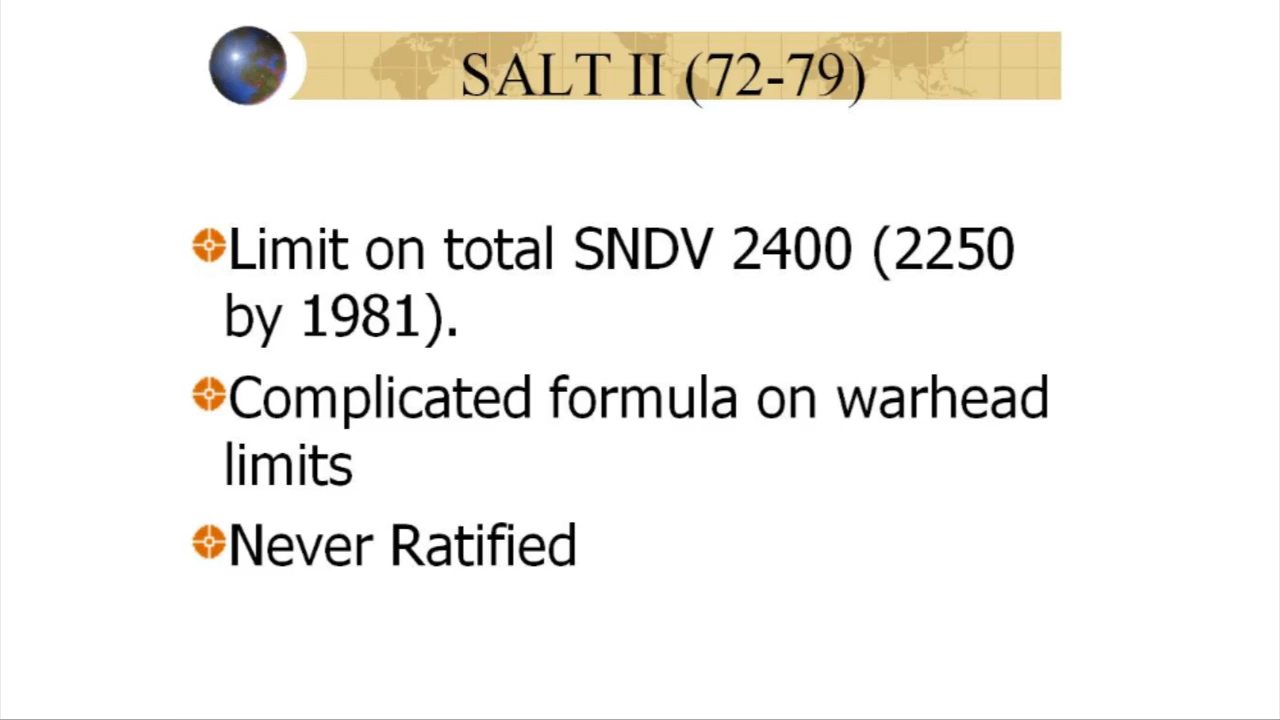 SALT II (72-79)
Limit on total SNDV 2400 (2250
by 1981).
Complicated formula on warhead
limits
Never Ratified